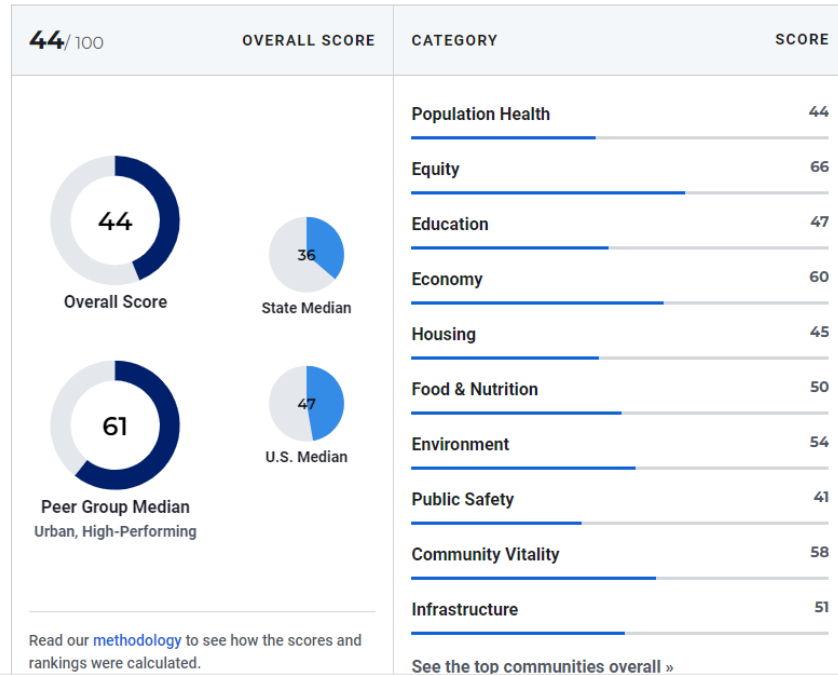 44/ 100 OVERALL SCORE
44
Overall Score
36
State Median
61
Peer Group Median
Urban, High-Performing
47
U.S. Median
Read our methodology to see how the scores and
rankings were calculated.
CATEGORY SCORE
Population Health 44
Equity 66
Education 47
Economy 60
Housing 45
Food & Nutrition 50
Environment 54
Public Safety 41
Community Vitality 58
Infrastructure 51
See the top communities overall »